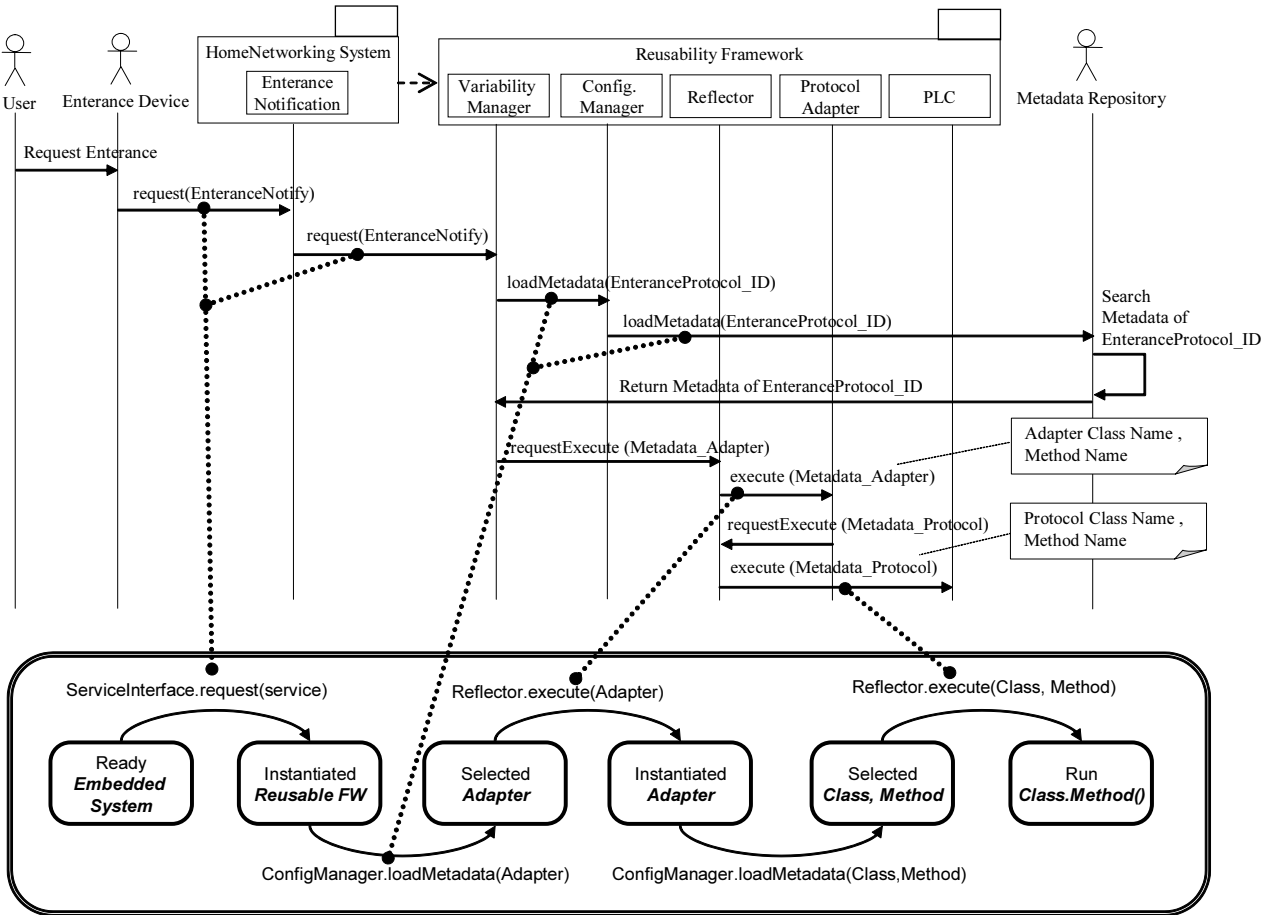 HomeNetworking System
Enterance
Notification
Reusability Framework
Variability
Manager
Config.
Manager
Reflector
Protocol
Adapter
PLC
User
Enterance Device
Metadata Repository
Request Enterance
request(EnteranceNotify)
request(EnteranceNotify)
loadMetadata(EnteranceProtocol_ID)
loadMetadata(EnteranceProtocol_ID)
Search
Metadata of
EnteranceProtocol_ID
Return Metadata of EnteranceProtocol_ID
requestExecute (Metadata_Adapter)
Adapter Class Name ,
Method Name
execute (Metadata_Adapter)
requestExecute (Metadata_Protocol)
Protocol Class Name ,
Method Name
execute (Metadata_Protocol)
ServiceInterface.request(service)
Reflector.execute(Adapter)
Reflector.execute(Class, Method)
Ready
Embedded
System
Instantiated
Reusable FW
Selected
Adapter
Instantiated
Adapter
Selected
Class, Method
Run
Class.Method()
ConfigManager.loadMetadata(Adapter)
ConfigManager.loadMetadata(Class,Method)